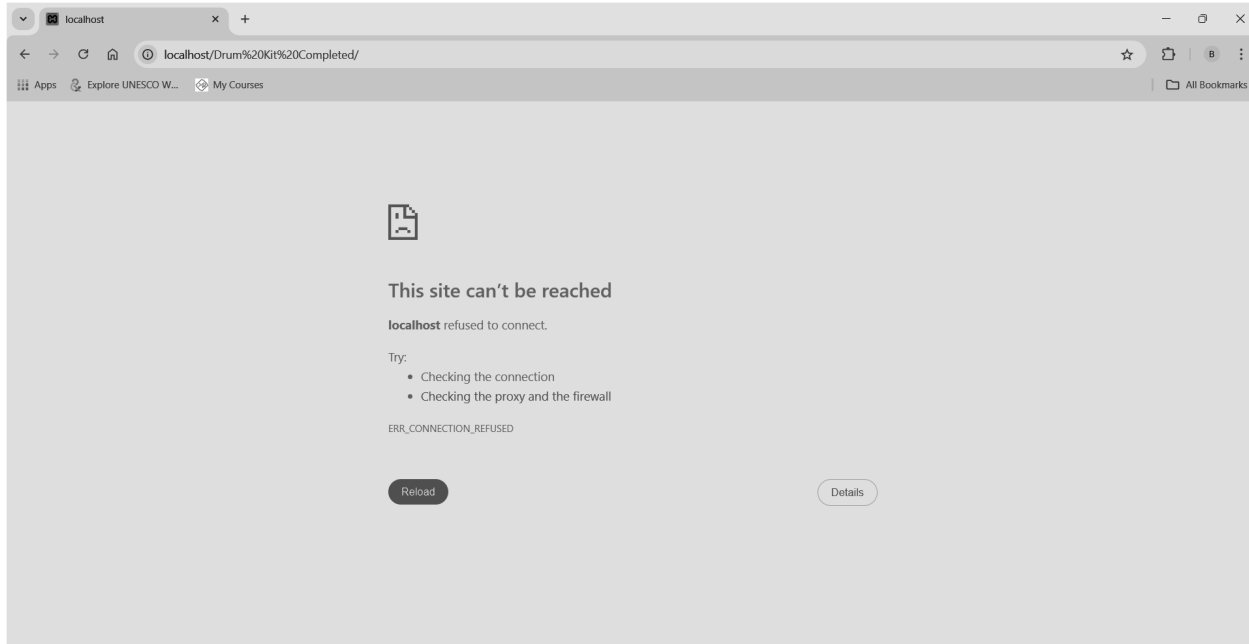 localhost
localhost/Drum%20Kit%20Completed/
B
Apps Explore UNESCO W... My Courses All Bookmarks
This site can't be reached
localhost refused to connect.
Try:
• Checking the connection
• Checking the proxy and the firewall
ERR_CONNECTION_REFUSED
Reload Details